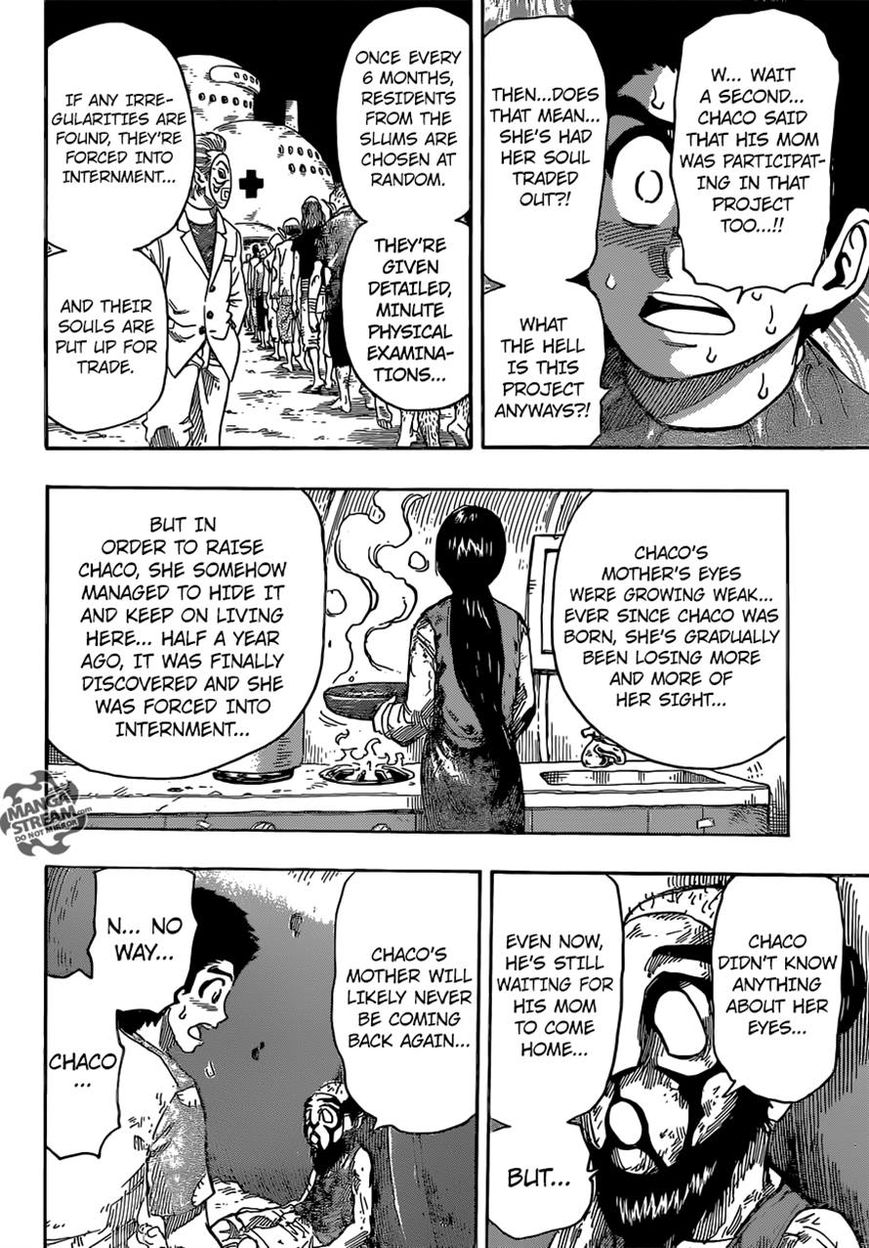 W... WAIT
A SECOND...
CHACO SAID
THAT HIS MOM
WAS PARTICIPAT-
ING IN THAT
PROJECT
TOO...!!
THEN...DOES
THAT MEAN...
SHE'S HAD
HER SOUL
TRADED
OUT?!
WHAT
THE HELL
IS THIS
PROJECT
ANYWAYS?!
ONCE EVERY
6 MONTHS,
RESIDENTS
FROM THE
SLUMS ARE
CHOSEN AT
RANDOM.
THEY'RE
GIVEN
DETAILED,
MINUTE
PHYSICAL
EXAMINA-
TIONS...
IF ANY IRRE-
GULARITIES ARE
FOUND, THEY'RE
FORCED INTO
INTERNMENT...
AND THEIR
SOULS ARE
PUT UP FOR
TRADE.
CHACO'S
MOTHER'S EYES
WERE GROWING WEAK...
EVER SINCE CHACO WAS
BORN, SHE'S GRADUALLY
BEEN LOSING MORE
AND MORE OF
HER SIGHT...
BUT IN
ORDER TO RAISE
CHACO, SHE SOMEHOW
MANAGED TO HIDE IT
AND KEEP ON LIVING
HERE... HALF A YEAR
AGO, IT WAS FINALLY
DISCOVERED AND SHE
WAS FORCED INTO
INTERNMENT...
MANGA
STREAM.com
DO NOT MIRROR
CHACO
DIDN'T KNOW
ANYTHING
ABOUT HER
EYES...
EVEN NOW,
HE'S STILL
WAITING FOR
HIS MOM
TO COME
HOME...
BUT...
CHACO'S
MOTHER WILL
LIKELY NEVER
BE COMING
BACK AGAIN...
N... NO
WAY...
CHACO
...